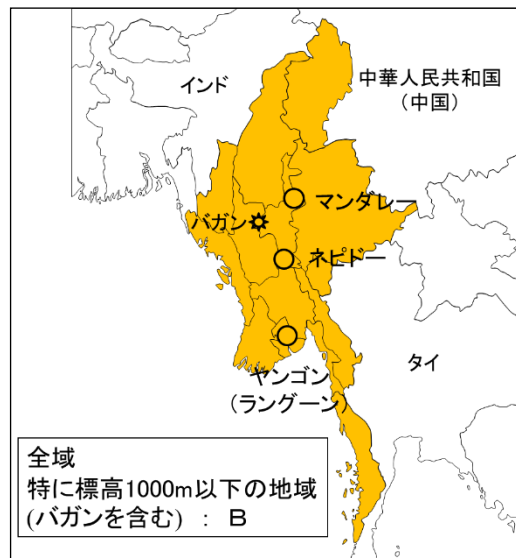 インド
中華人民共和国
(中国)
マンダレー
バガン
ネピドー
ヤンゴン
(ラングーン)
タイ
全域
特に標高1000m以下の地域
(バガンを含む) : B